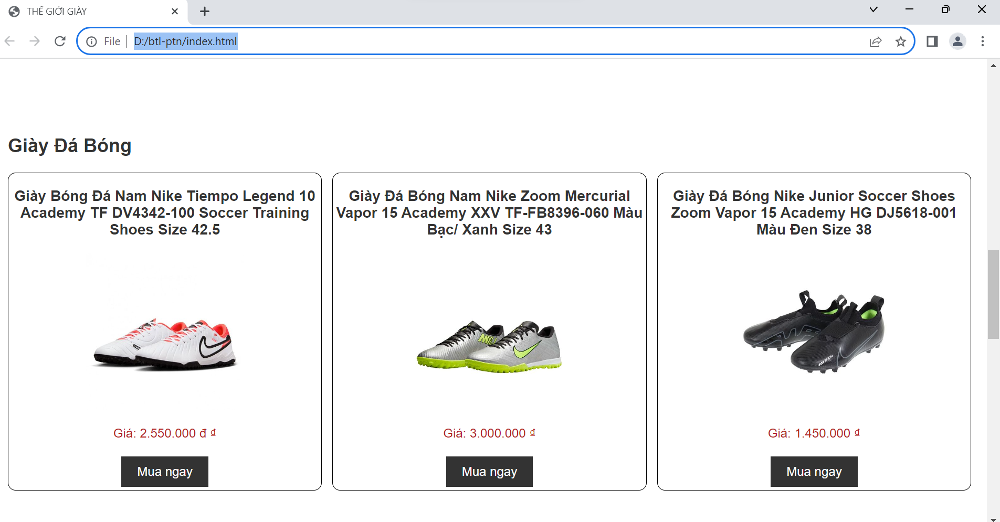 THẾ GIỚI GIÀY
File
D:/btl-ptn/index.html
Giày Đá Bóng
Giày Bóng Đá Nam Nike Tiempo Legend 10
Academy TF DV4342-100 Soccer Training
Shoes Size 42.5
Giá: 2.550.000 đ ₫
Mua ngay
Giày Đá Bóng Nam Nike Zoom Mercurial
Vapor 15 Academy XXV TF-FB8396-060 Màu
Bạc/ Xanh Size 43
Giá: 3.000.000 ₫
Mua ngay
Giày Đá Bóng Nike Junior Soccer Shoes
Zoom Vapor 15 Academy HG DJ5618-001
Màu Đen Size 38
AIR ZOOM
Giá: 1.450.000 ₫
Mua ngay